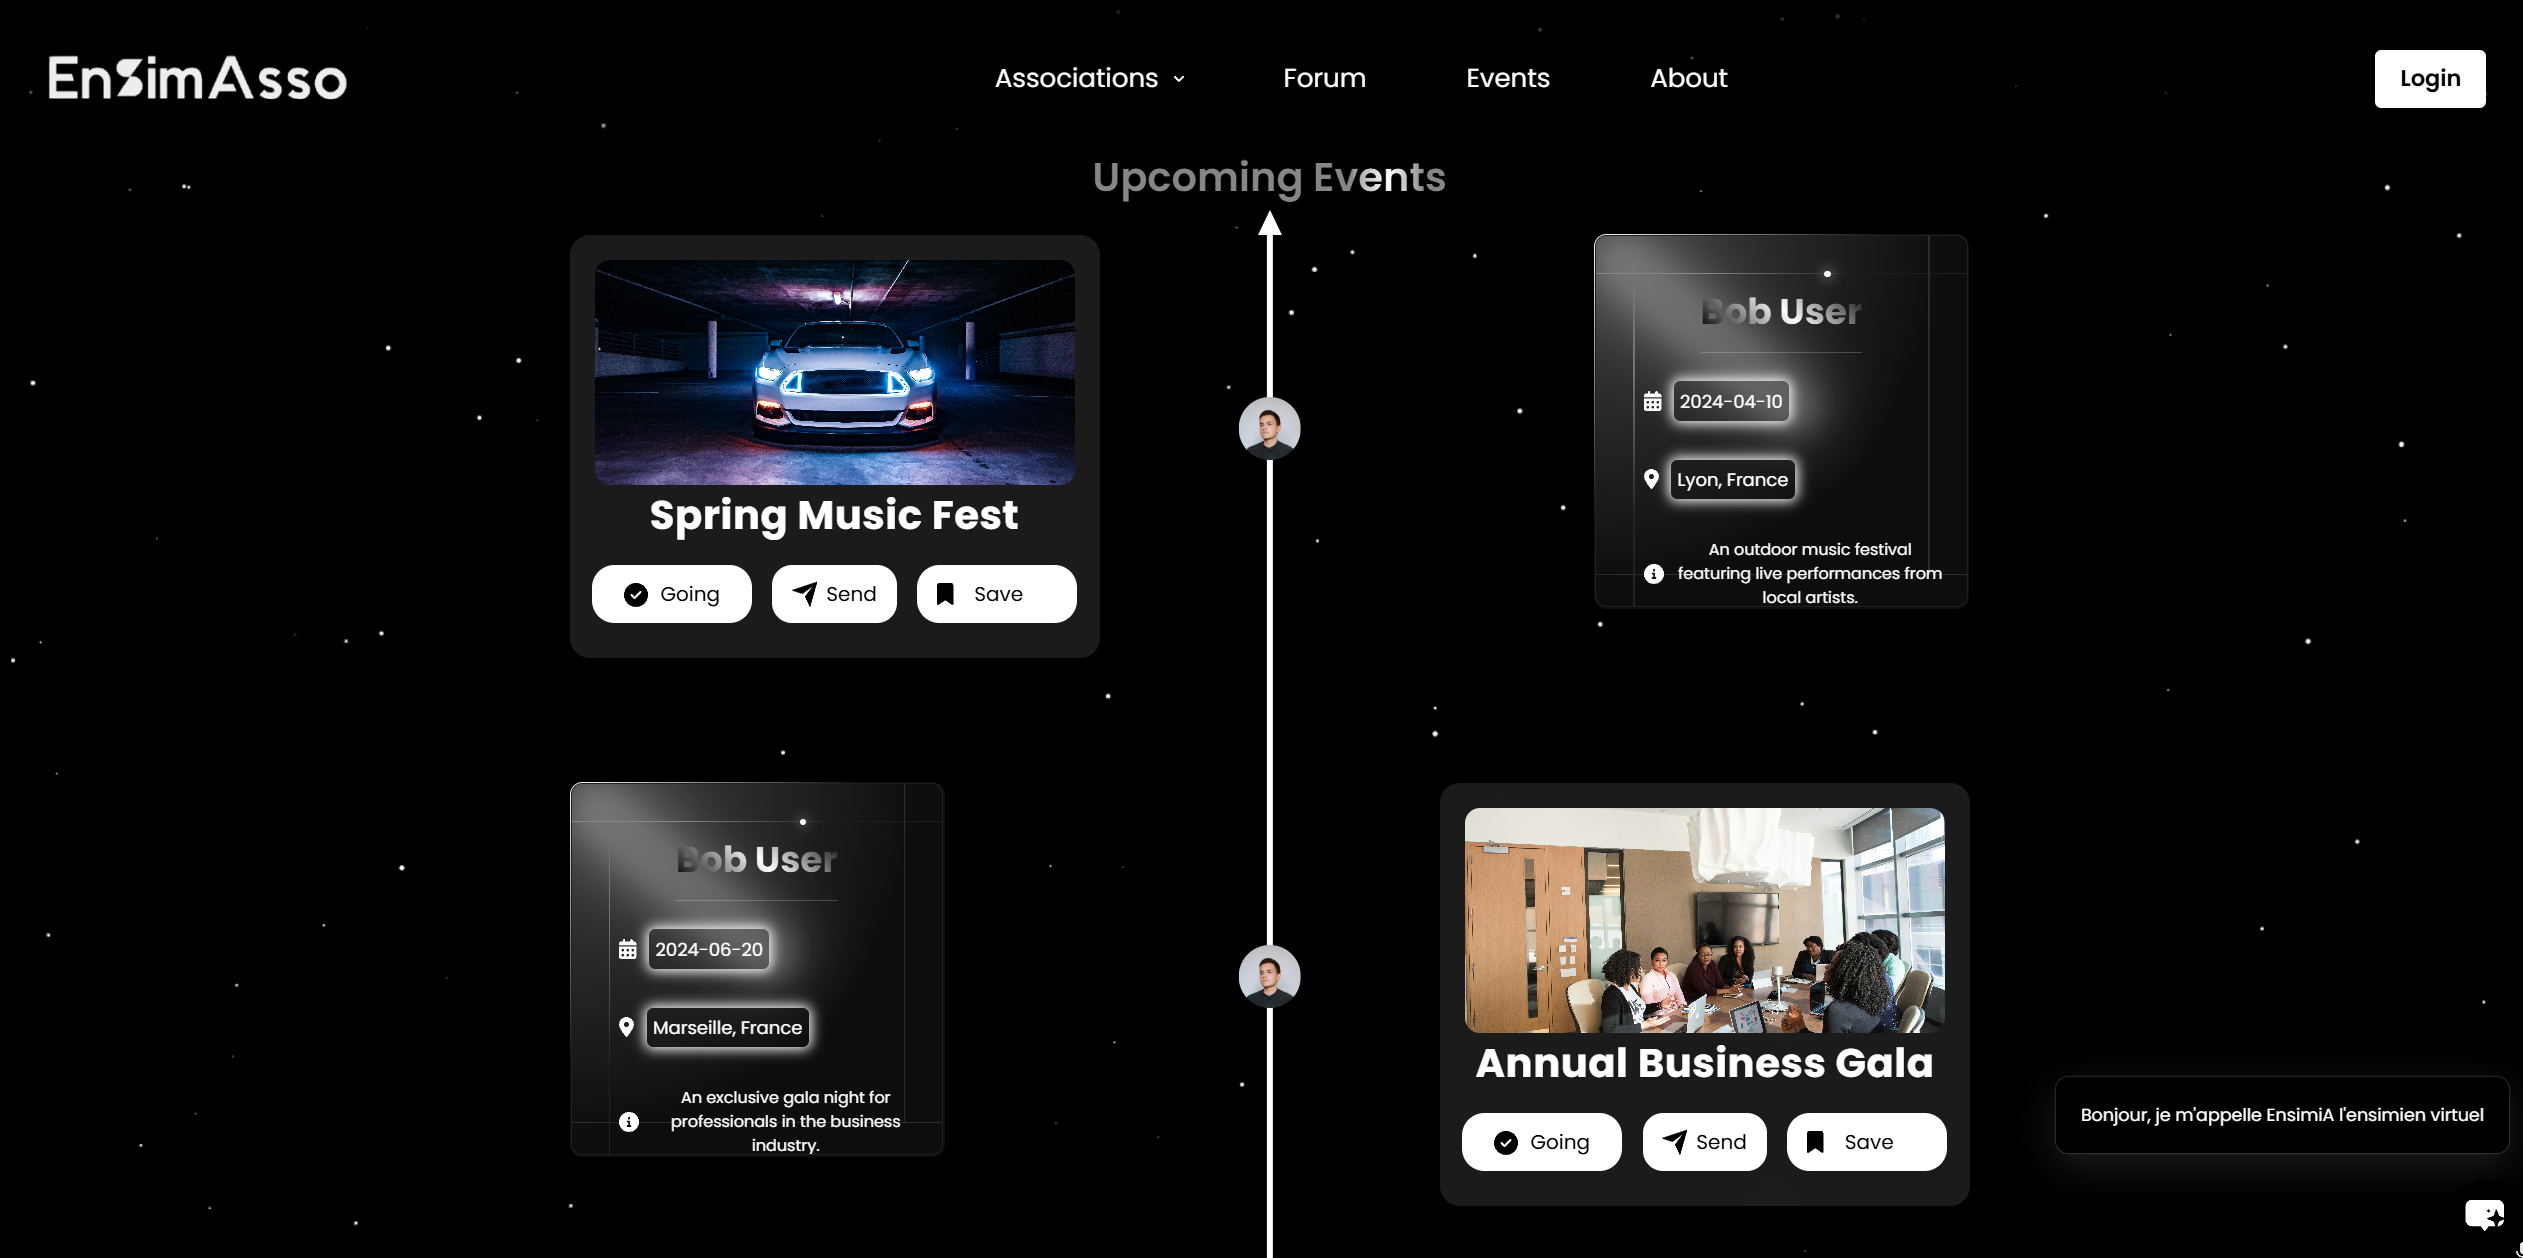 EnSimAsso
Associations
Forum
Events
About
Login
Upcoming Events
Spring Music Fest
Going
Send
Save
Bob User
2024-04-10
Lyon, France
An outdoor music festival
featuring live performances from
local artists.
Bob User
2024-06-20
Marseille, France
An exclusive gala night for
professionals in the business
industry.
Annual Business Gala
Going
Send
Save
Bonjour, je m'appelle EnsimiA l'ensimien virtuel